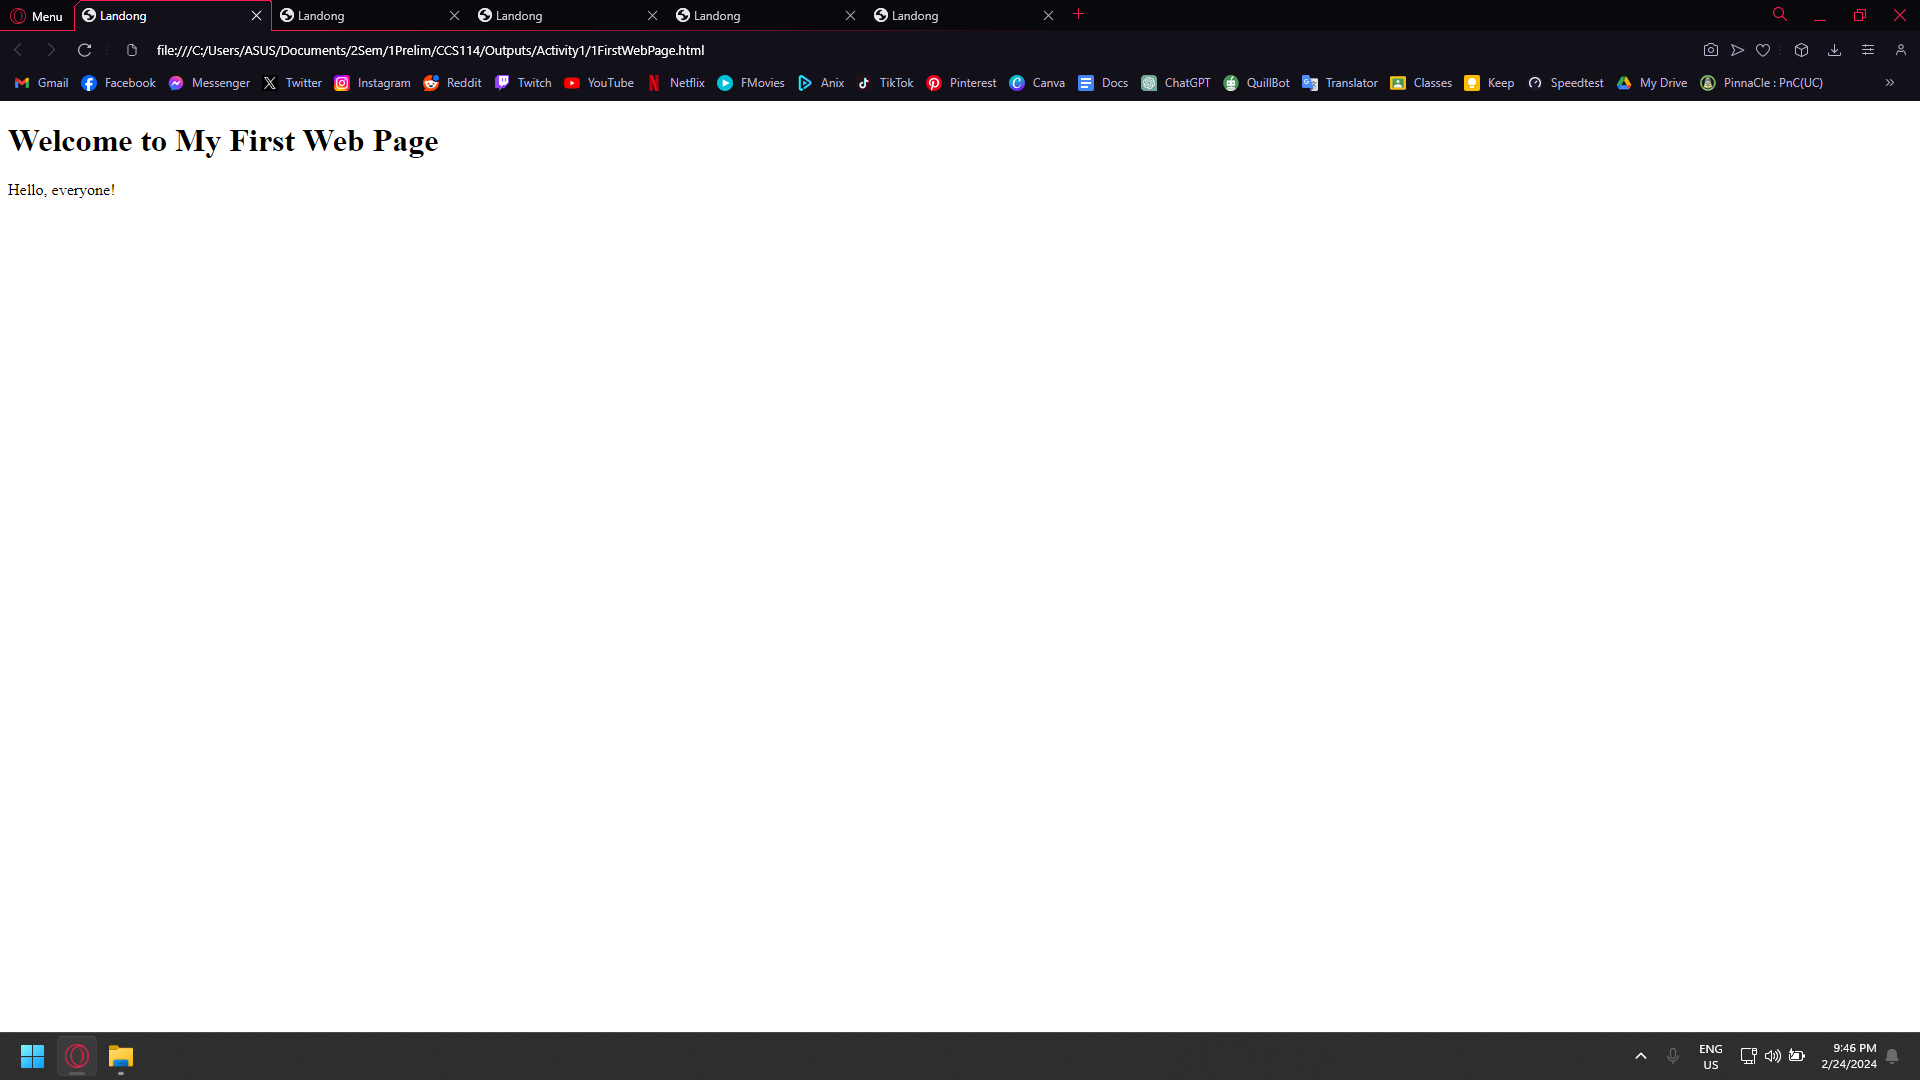 Menu
Landong
Landong
Landong
Landong
Landong
file:///C:/Users/ASUS/Documents/2Sem/1Prelim/CCS114/Outputs/Activity1/1FirstWebPage.html
Gmail
Facebook
Messenger
Twitter
Instagram
Reddit
Twitch
YouTube
Netflix
FMovies
Anix
TikTok
Pinterest
Canva
Docs
ChatGPT
QuillBot
Translator
Classes
Keep
Speedtest
My Drive
PinnaCle : PnC(UC)
Welcome to My First Web Page
Hello, everyone!
ENG
US
9:46 PM
2/24/2024